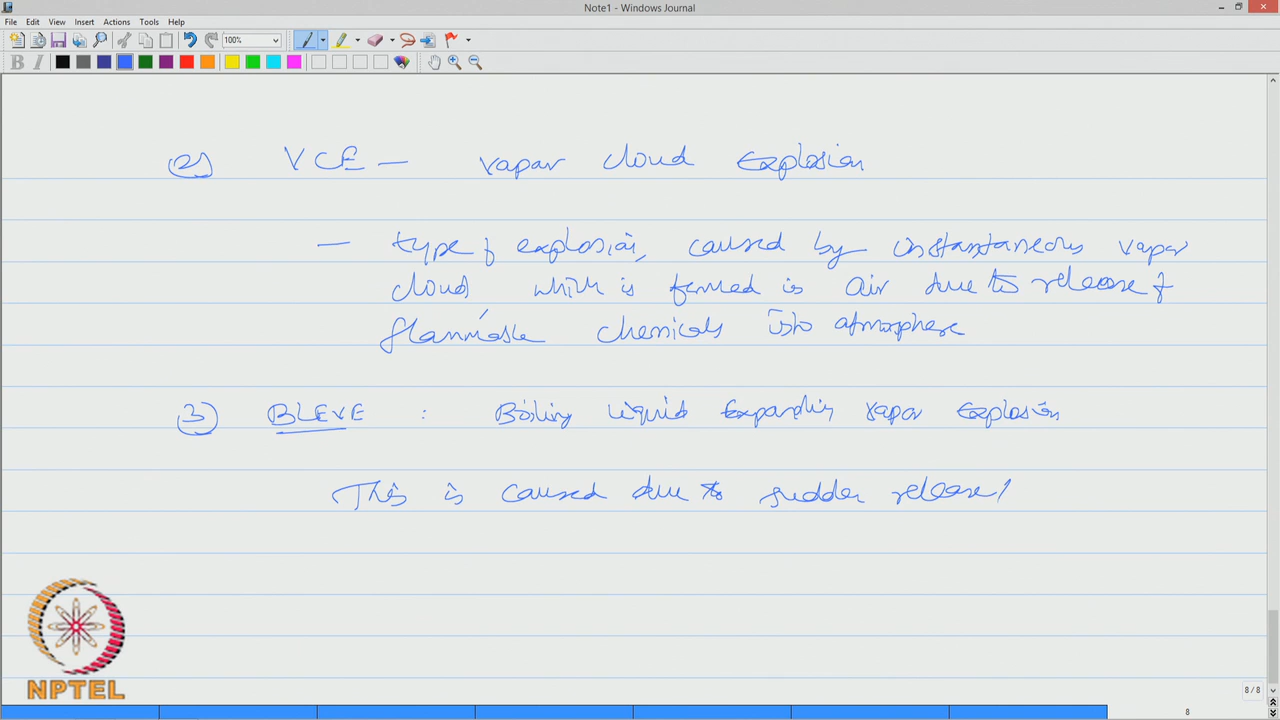 Note1 - Windows Journal
File Edit View Insert Actions Tools Help
100%
B I
(2) VCE — vapor cloud Explosion
— type of explosion, caused by instantaneous vapor
cloud which is formed in air due to release of
flammable chemicals into atmosphere
(3) BLEVE : Boiling Liquid Expanding vapor Explosion
This is caused due to sudden release
NPTEL
8 / 8
8